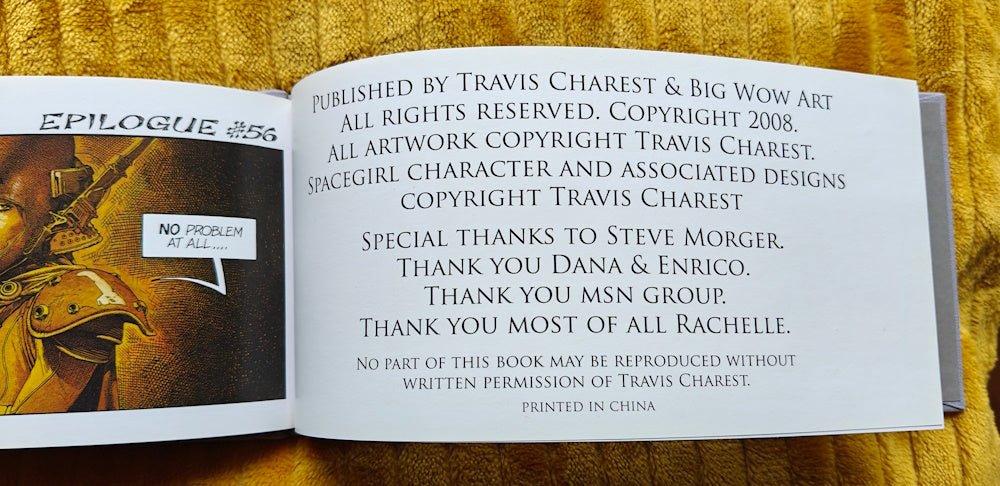 EPILOGUE #56
NO PROBLEM
AT ALL....
PUBLISHED BY TRAVIS CHAREST & BIG WOW ART
ALL RIGHTS RESERVED. COPYRIGHT 2008.
ALL ARTWORK COPYRIGHT TRAVIS CHAREST.
SPACEGIRL CHARACTER AND ASSOCIATED DESIGNS
COPYRIGHT TRAVIS CHAREST
SPECIAL THANKS TO STEVE MORGER.
THANK YOU DANA & ENRICO.
THANK YOU MSN GROUP.
THANK YOU MOST OF ALL RACHELLE.
NO PART OF THIS BOOK MAY BE REPRODUCED WITHOUT
WRITTEN PERMISSION OF TRAVIS CHAREST.
PRINTED IN CHINA